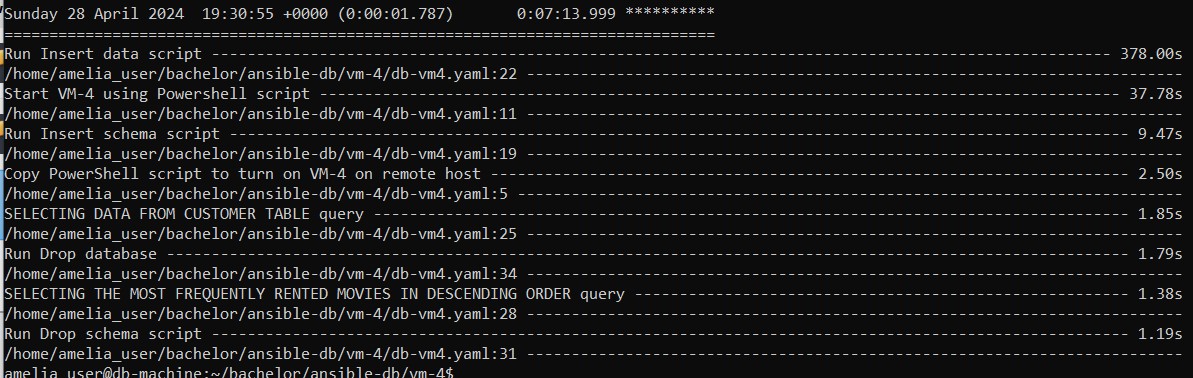 Sunday 28 April 2024  19:30:55 +0000 (0:00:01.787)       0:07:13.999 **********
===============================================================================
Run Insert data script ----------------------------------------------------------------------------------------------------- 378.00s
/home/amelia_user/bachelor/ansible-db/vm-4/db-vm4.yaml:22 --------------------------------------------------------------------------
Start VM-4 using Powershell script ------------------------------------------------------------------------------------------ 37.78s
/home/amelia_user/bachelor/ansible-db/vm-4/db-vm4.yaml:11 --------------------------------------------------------------------------
Run Insert schema script ----------------------------------------------------------------------------------------------------- 9.47s
/home/amelia_user/bachelor/ansible-db/vm-4/db-vm4.yaml:19 --------------------------------------------------------------------------
Copy PowerShell script to turn on VM-4 on remote host ------------------------------------------------------------------------ 2.50s
/home/amelia_user/bachelor/ansible-db/vm-4/db-vm4.yaml:5 ---------------------------------------------------------------------------
SELECTING DATA FROM CUSTOMER TABLE query ------------------------------------------------------------------------------------- 1.85s
/home/amelia_user/bachelor/ansible-db/vm-4/db-vm4.yaml:25 --------------------------------------------------------------------------
Run Drop database ------------------------------------------------------------------------------------------------------------ 1.79s
/home/amelia_user/bachelor/ansible-db/vm-4/db-vm4.yaml:34 --------------------------------------------------------------------------
SELECTING THE MOST FREQUENTLY RENTED MOVIES IN DESCENDING ORDER query -------------------------------------------------------- 1.38s
/home/amelia_user/bachelor/ansible-db/vm-4/db-vm4.yaml:28 --------------------------------------------------------------------------
Run Drop schema script ------------------------------------------------------------------------------------------------------- 1.19s
/home/amelia_user/bachelor/ansible-db/vm-4/db-vm4.yaml:31 --------------------------------------------------------------------------
amelia_user@db-machine:~/bachelor/ansible-db/vm-4$